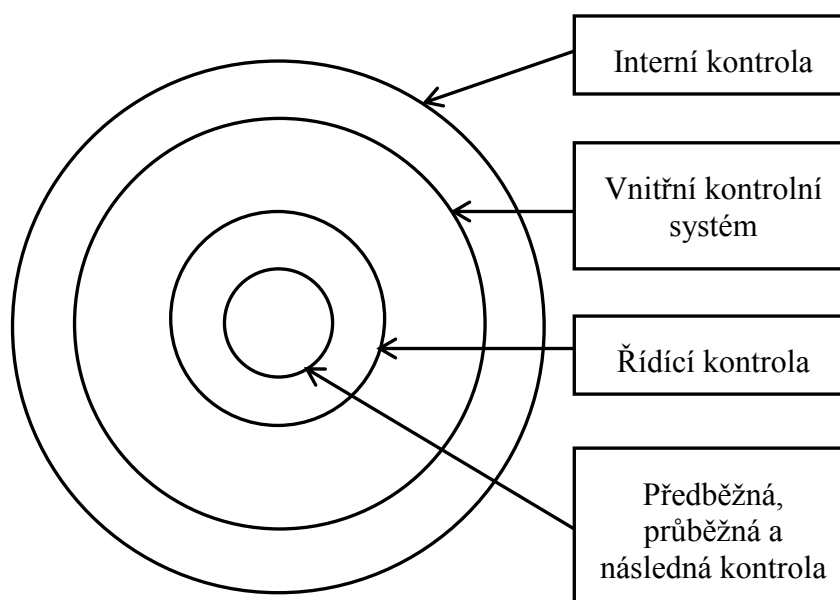 Interní kontrola
Vnitřní kontrolní
systém
Řídící kontrola
Předběžná,
průběžná a
následná kontrola